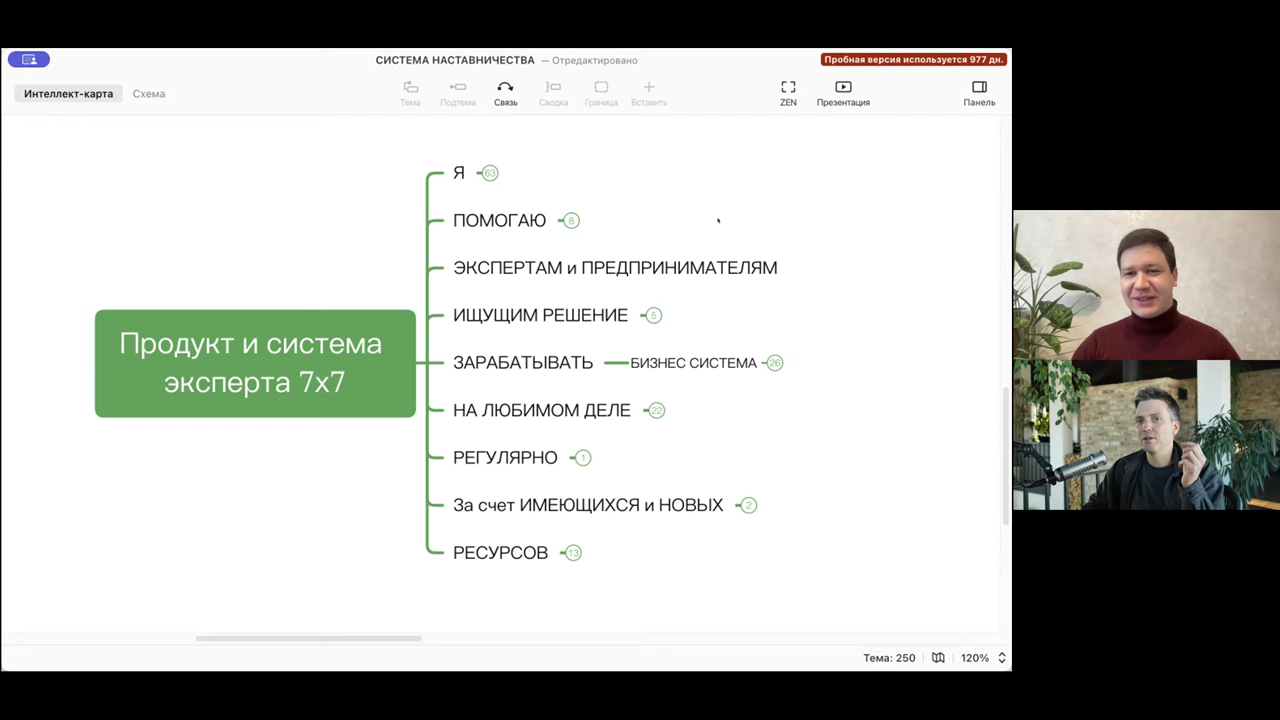 СИСТЕМА НАСТАВНИЧЕСТВА — Отредактировано
Пробная версия используется 977 дн.
Интеллект-карта
Схема
Тема
Подтема
Связь
Сводка
Граница
Вставить
ZEN
Презентация
Панель
Продукт и система
эксперта 7х7
Я 63
ПОМОГАЮ 8
ЭКСПЕРТАМ и ПРЕДПРИНИМАТЕЛЯМ
ИЩУЩИМ РЕШЕНИЕ 5
ЗАРАБАТЫВАТЬ БИЗНЕС СИСТЕМА 26
НА ЛЮБИМОМ ДЕЛЕ 22
РЕГУЛЯРНО 1
За счет ИМЕЮЩИХСЯ и НОВЫХ 2
РЕСУРСОВ 13
Тема: 250
120%